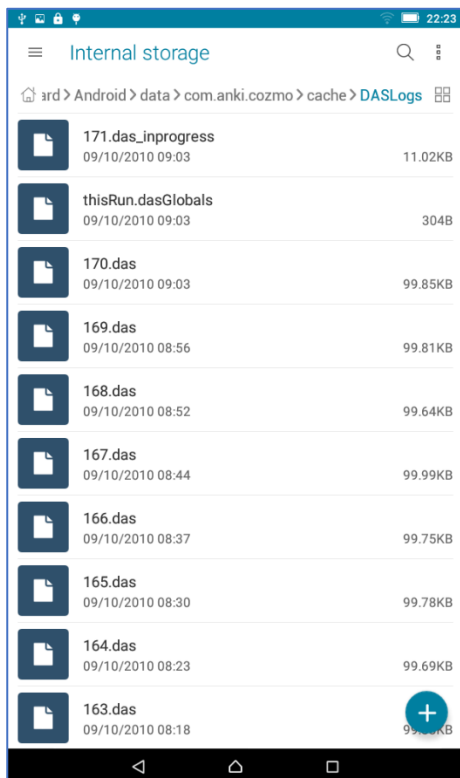 22:23
Internal storage
ard > Android > data > com.anki.cozmo > cache > DASLogs
171.das_inprogress
09/10/2010 09:03 11.02KB
thisRun.dasGlobals
09/10/2010 09:03 304B
170.das
09/10/2010 09:03 99.85KB
169.das
09/10/2010 08:56 99.81KB
168.das
09/10/2010 08:52 99.64KB
167.das
09/10/2010 08:44 99.99KB
166.das
09/10/2010 08:37 99.75KB
165.das
09/10/2010 08:30 99.78KB
164.das
09/10/2010 08:23 99.69KB
163.das
09/10/2010 08:18